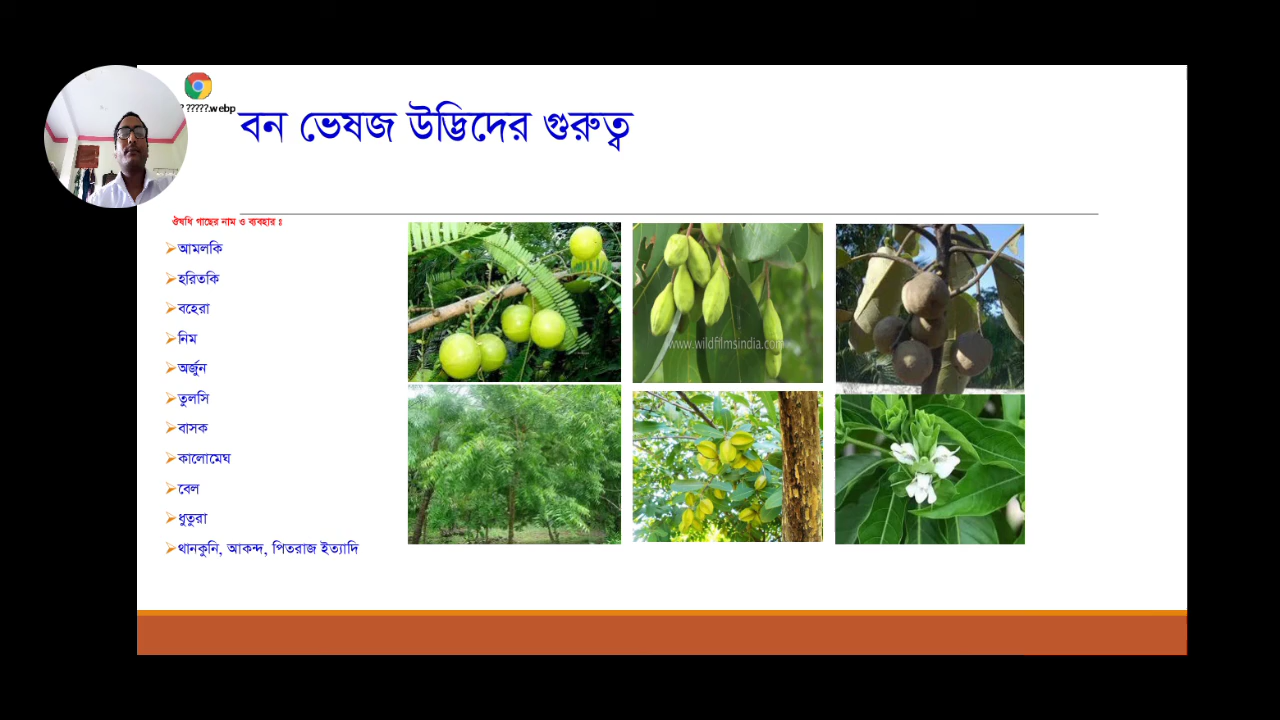 ?????.webp
বন ভেষজ উদ্ভিদের গুরুত্ব
ঔষধি গাছের নাম ও ব্যবহার ঃ
আমলকি
হরিতকি
বহেরা
নিম
অর্জুন
তুলসি
বাসক
কালোমেঘ
বেল
ধুতুরা
থানকুনি, আকন্দ, পিতরাজ ইত্যাদি
www.wildfilmsindia.com